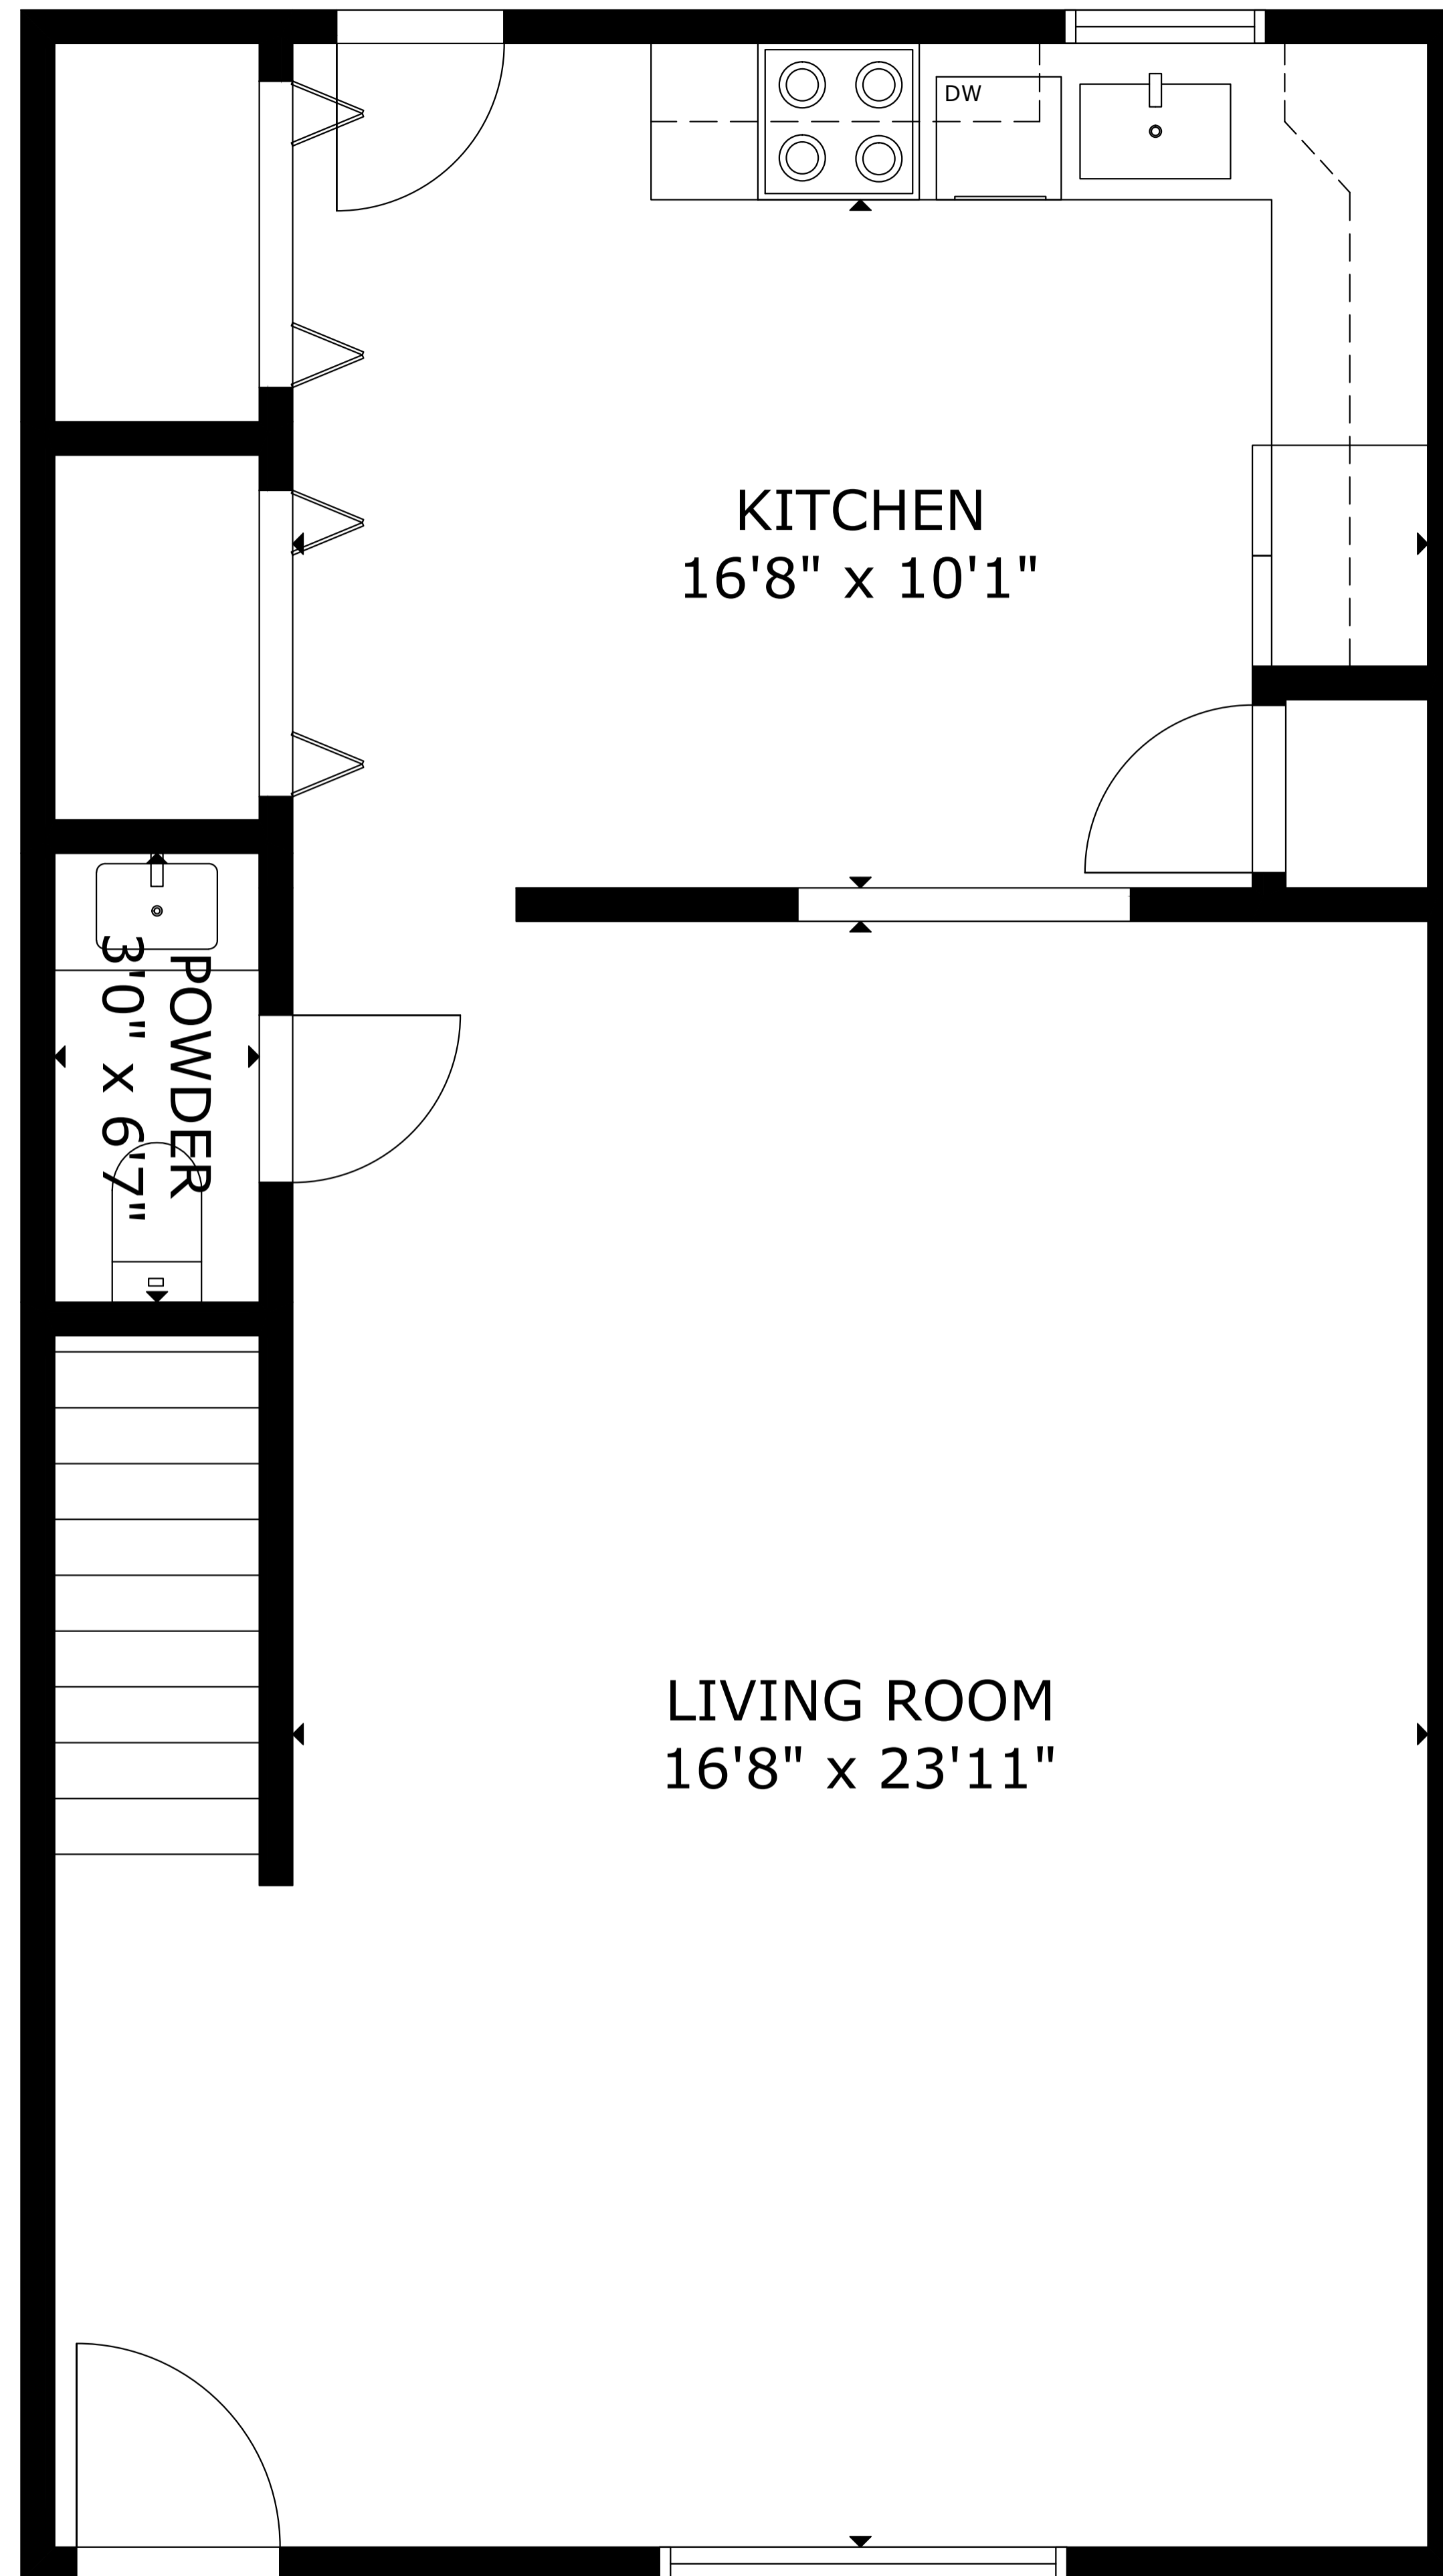 DW
KITCHEN
16'8" x 10'1"
POWDER
3'0" x 6'7"
LIVING ROOM
16'8" x 23'11"